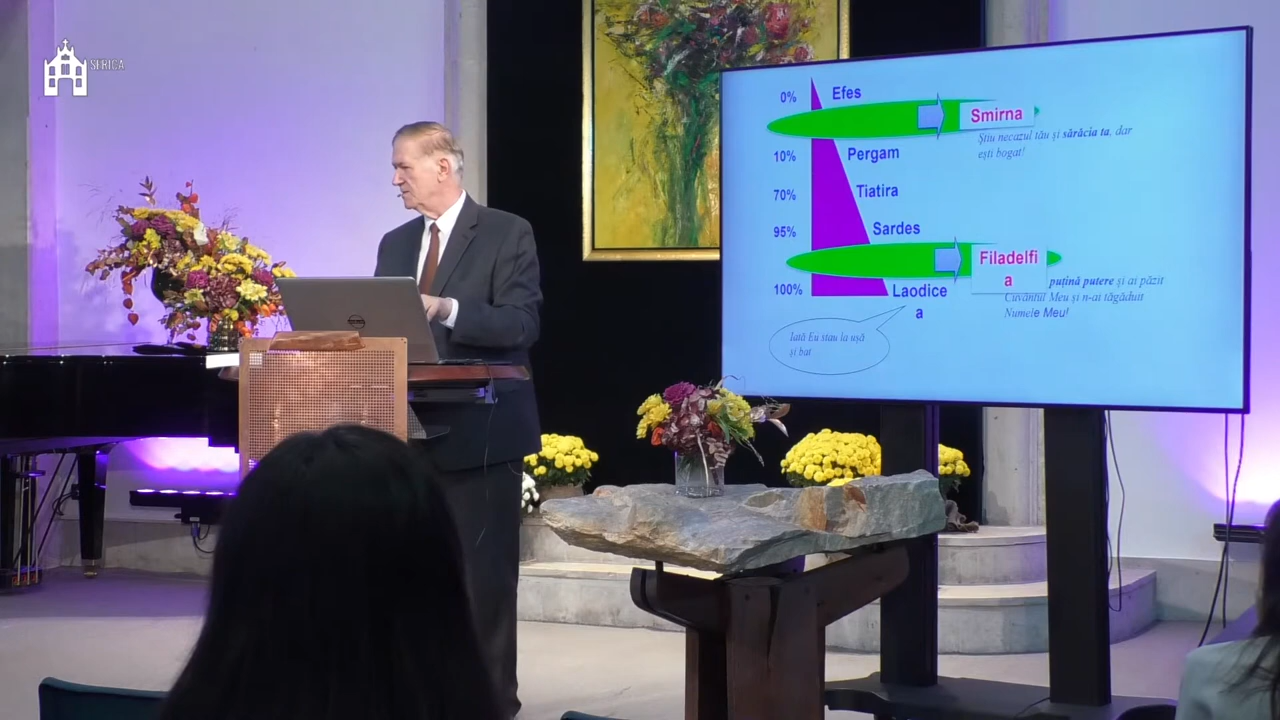 BISERICA
0% Efes
Smirna
Știu necazul tău și sărăcia ta, dar
ești bogat!
10% Pergam
70% Tiatira
95% Sardes
Filadelfi
a
puțină putere și ai păzit
Cuvântul Meu și n-ai tăgăduit
Numele Meu!
100% Laodice
a
Iată Eu stau la ușă
și bat
DELL